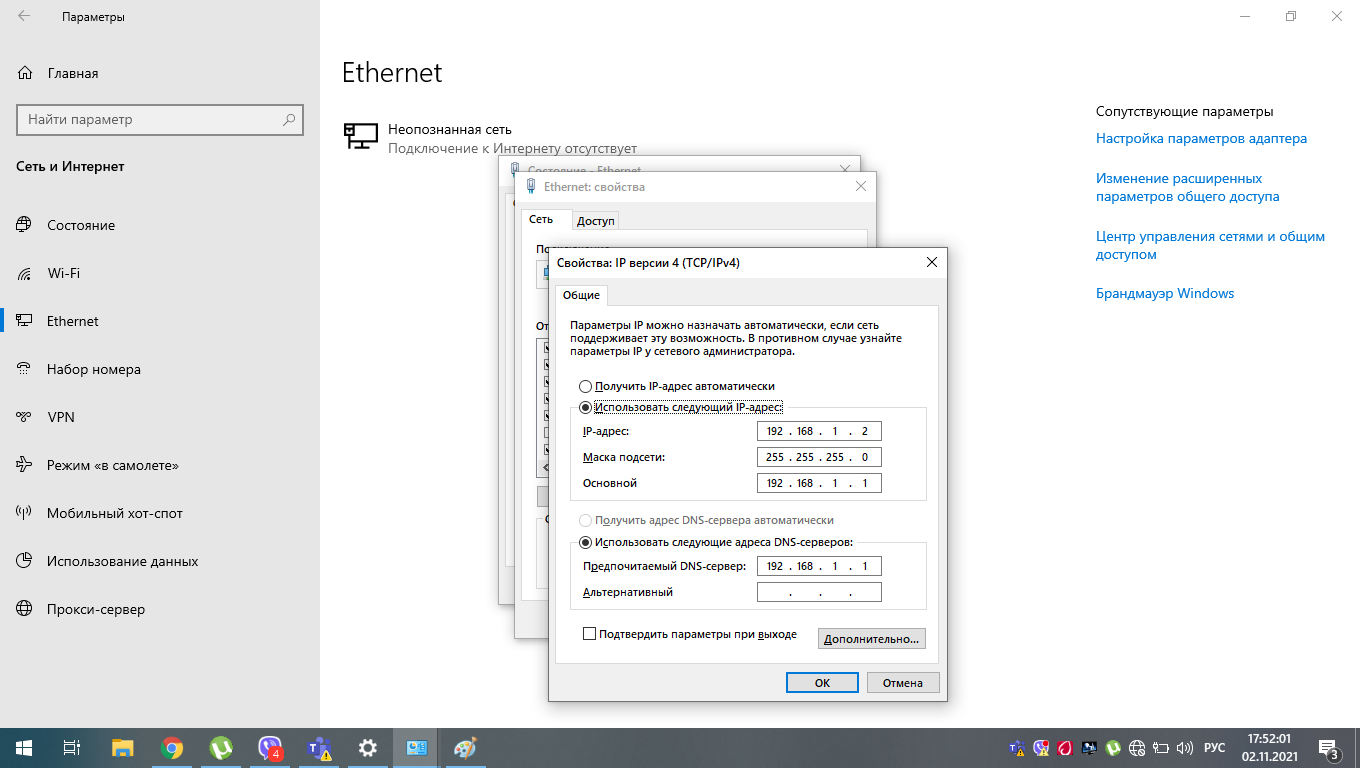 Параметры
Главная
Найти параметр
Сеть и Интернет
Состояние
Wi-Fi
Ethernet
Набор номера
VPN
Режим «в самолете»
Мобильный хот-спот
Использование данных
Прокси-сервер
Ethernet
Неопознанная сеть
Подключение к Интернету отсутствует
Сопутствующие параметры
Настройка параметров адаптера
Изменение расширенных
параметров общего доступа
Центр управления сетями и общим
доступом
Брандмауэр Windows
Состояние - Ethernet
Ethernet: свойства
Сеть
Доступ
Подключение
От
Свойства: IP версии 4 (TCP/IPv4)
Общие
Параметры IP можно назначать автоматически, если сеть
поддерживает эту возможность. В противном случае узнайте
параметры IP у сетевого администратора.
Получить IP-адрес автоматически
Использовать следующий IP-адрес:
IP-адрес: 192 . 168 . 1 . 2
Маска подсети: 255 . 255 . 255 . 0
Основной 192 . 168 . 1 . 1
Получить адрес DNS-сервера автоматически
Использовать следующие адреса DNS-серверов:
Предпочитаемый DNS-сервер: 192 . 168 . 1 . 1
Альтернативный . . .
Подтвердить параметры при выходе
Дополнительно...
ОК
Отмена
4
РУС
17:52:01
02.11.2021
3